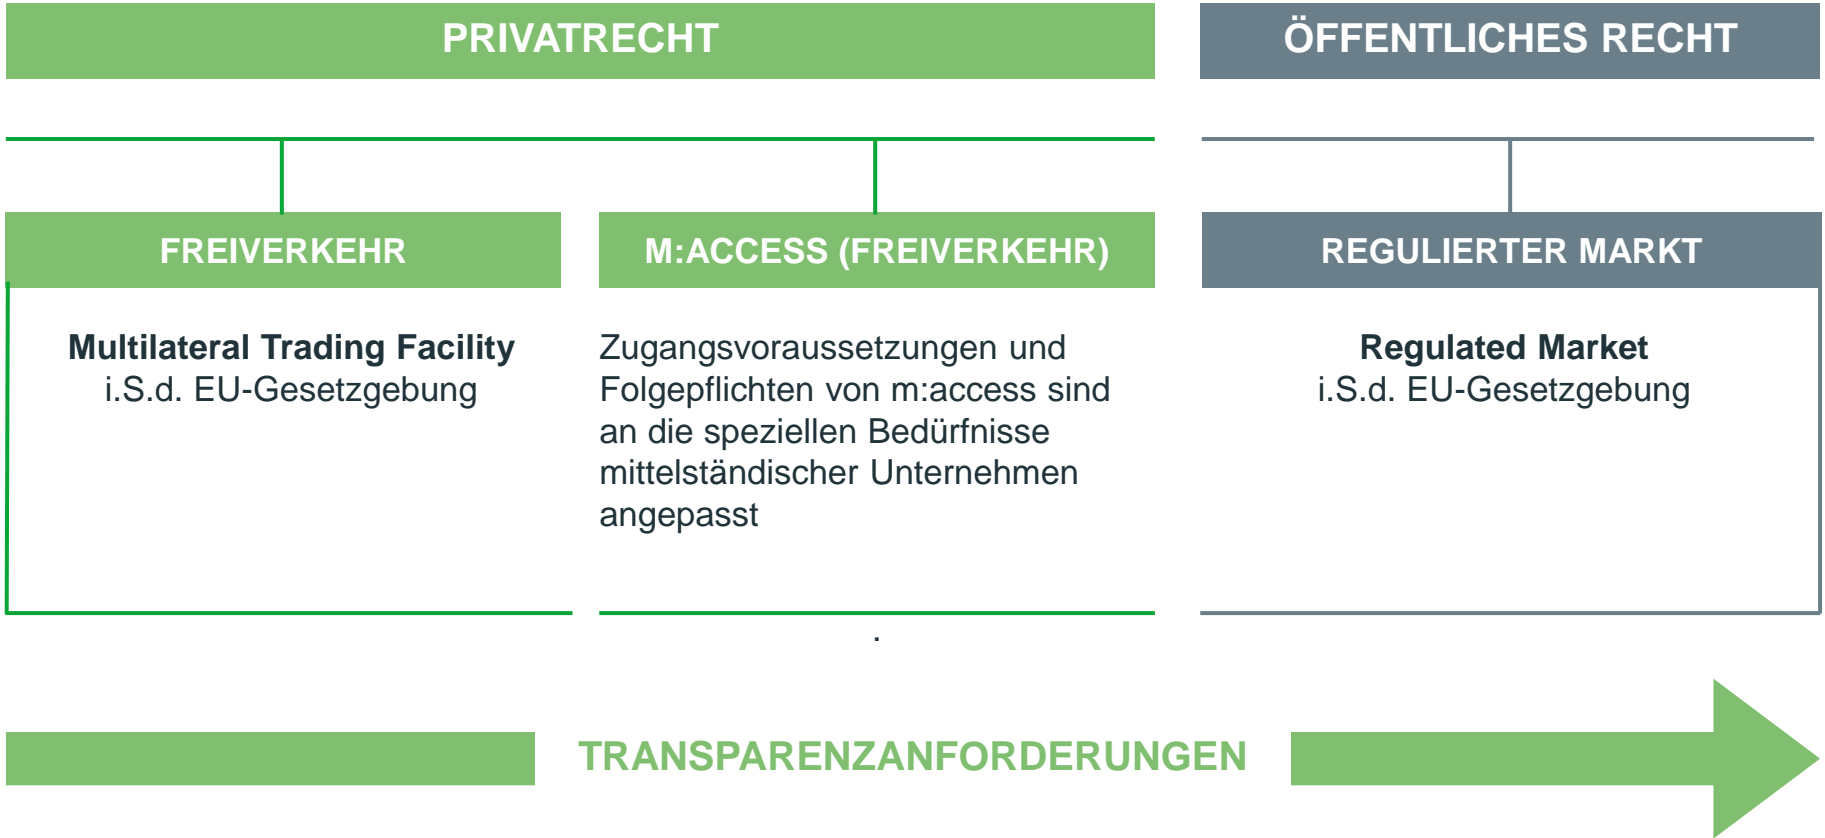 PRIVATRECHT
ÖFFENTLICHES RECHT
FREIVERKEHR
M:ACCESS (FREIVERKEHR)
REGULIERTER MARKT
Multilateral Trading Facility
i.S.d. EU-Gesetzgebung
Zugangsvoraussetzungen und
Folgepflichten von m:access sind
an die speziellen Bedürfnisse
mittelständischer Unternehmen
angepasst
Regulated Market
i.S.d. EU-Gesetzgebung
.
TRANSPARENZANFORDERUNGEN